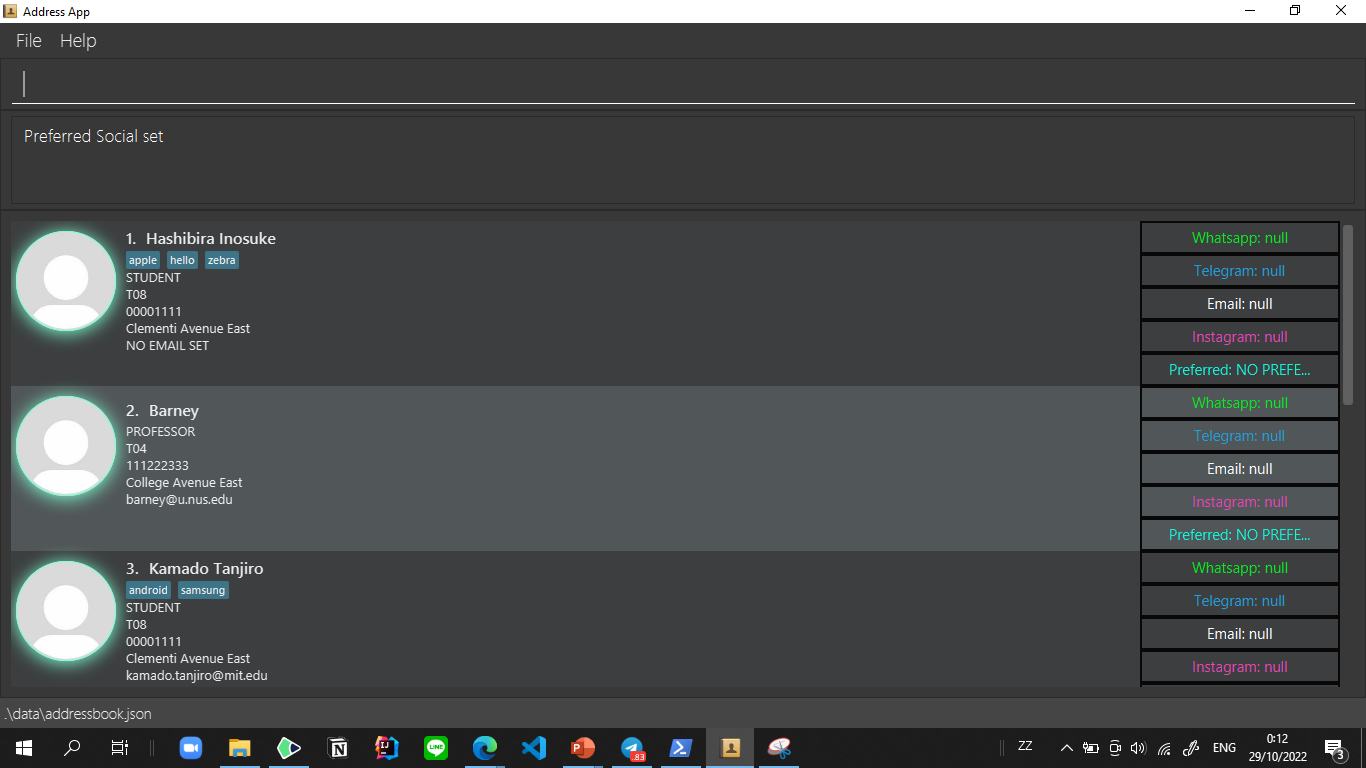 Address App
File Help
Preferred Social set
1. Hashibira Inosuke
apple hello zebra
STUDENT
T08
00001111
Clementi Avenue East
NO EMAIL SET
Whatsapp: null
Telegram: null
Email: null
Instagram: null
Preferred: NO PREFE...
2. Barney
PROFESSOR
T04
111222333
College Avenue East
barney@u.nus.edu
Whatsapp: null
Telegram: null
Email: null
Instagram: null
Preferred: NO PREFE...
3. Kamado Tanjiro
android samsung
STUDENT
T08
00001111
Clementi Avenue East
kamado.tanjiro@mit.edu
Whatsapp: null
Telegram: null
Email: null
Instagram: null
.\data\addressbook.json
LINE
.83
ZZ
ENG
0:12
29/10/2022
3